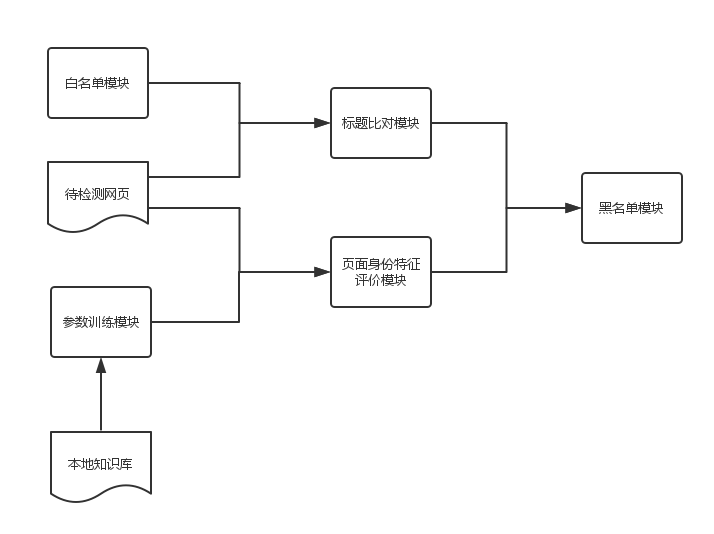 白名单模块
标题比对模块
待检测网页
黑名单模块
页面身份特征
评价模块
参数训练模块
本地知识库